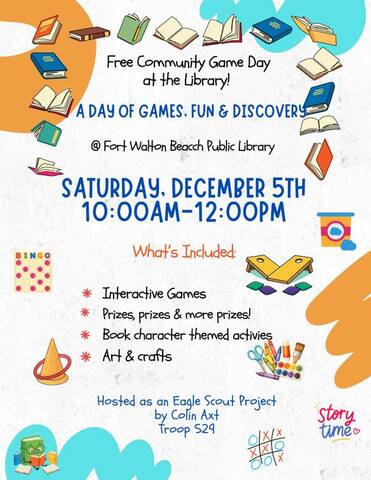 Free Community Game Day
at the Library!
A DAY OF GAMES, FUN & DISCOVERY
@ Fort Walton Beacch Public Library
SATURDAY, DECEMBER 5TH
10:00AM-12:00PM
What's Included:
BINGO
Interactive Games
Prizes, prizes & more prizes!
Book character themed activies
Art & crafts
Hosted as an Eagle Scout Project
by Colin Axt
Troop 529
Story
time